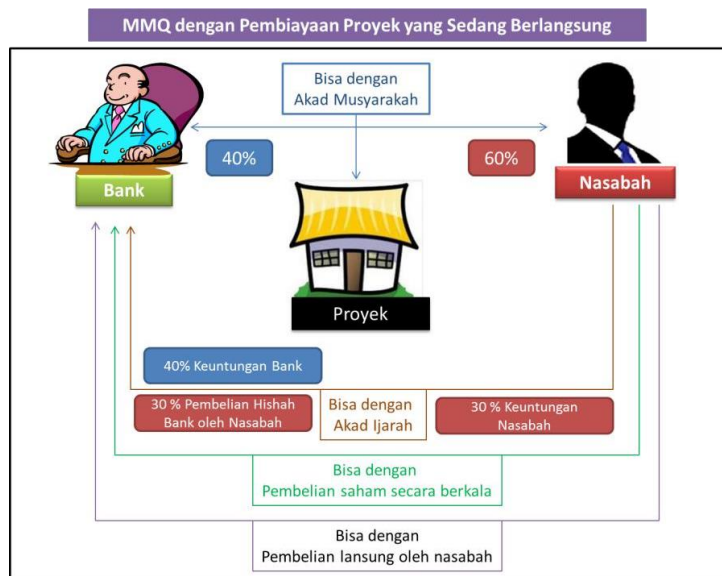 MMQ dengan Pembiayaan Proyek yang Sedang Berlangsung
Bisa dengan
Akad Musyarakah
40%
60%
Bank
Nasabah
Proyek
40% Keuntungan Bank
30 % Pembelian Hishah
Bank oleh Nasabah
Bisa dengan
Akad Ijarah
30 % Keuntungan
Nasabah
Bisa dengan
Pembelian saham secara berkala
Bisa dengan
Pembelian lansung oleh nasabah